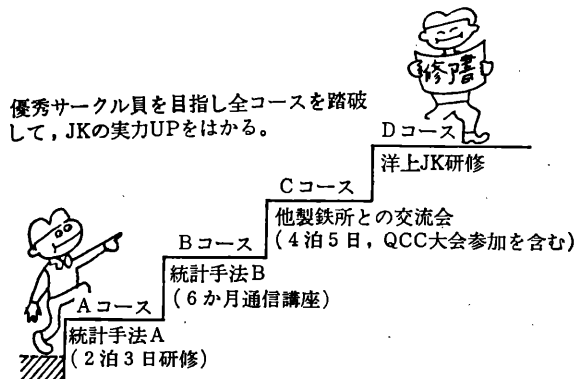 優秀サークル員を目指し全コースを踏破
して，JKの実力UPをはかる。
修了書
Dコース
洋上JK研修
Cコース
他製鉄所との交流会
(4泊5日，QCC大会参加を含む)
Bコース
統計手法B
(6か月通信講座)
Aコース
統計手法A
(2泊3日研修)